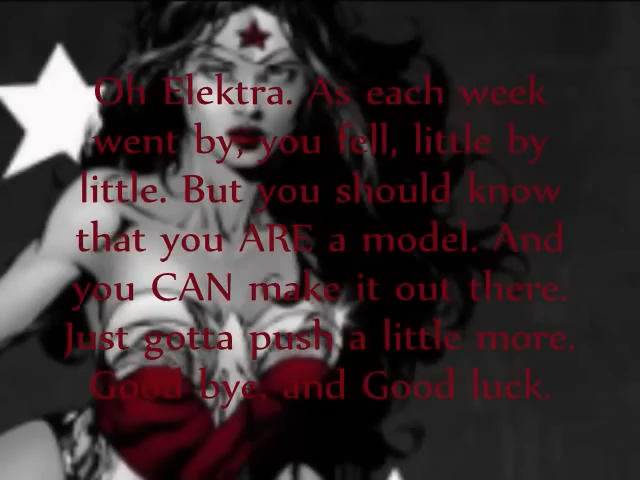 Oh Elektra. As each week
went by, you fell, little by
little. But you should know
that you ARE a model. And
you CAN make it out there.
Just gotta push a little more.
Good bye. and Good luck.